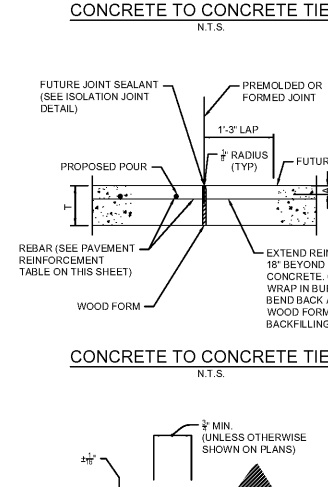 CONCRETE TO CONCRETE TIE
N.T.S.
FUTURE JOINT SEALANT
(SEE ISOLATION JOINT
DETAIL)
PREMOLDED OR
FORMED JOINT
1'-3" LAP
RADIUS
(TYP)
PROPOSED POUR
FUTUR
T
REBAR (SEE PAVEMENT
REINFORCEMENT
TABLE ON THIS SHEET)
WOOD FORM
EXTEND REI
18" BEYOND
CONCRETE.
WRAP IN BU
BEND BACK
WOOD FORM
BACKFILLING
CONCRETE TO CONCRETE TIE
N.T.S.
3/4" MIN.
(UNLESS OTHERWISE
SHOWN ON PLANS)
±1/16"